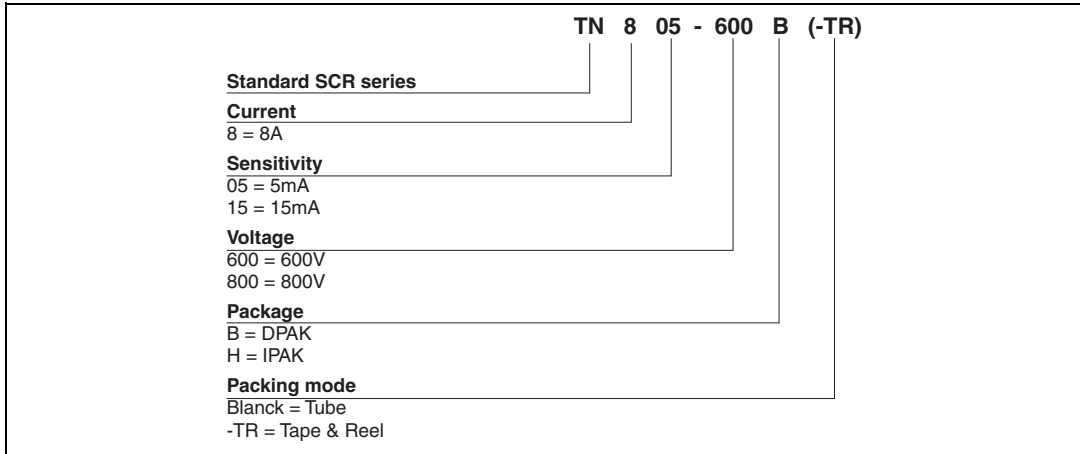 TN 8 05 - 600 B (-TR)
Standard SCR series
Current
8 = 8A
Sensitivity
05 = 5mA
15 = 15mA
Voltage
600 = 600V
800 = 800V
Package
B = DPAK
H = IPAK
Packing mode
Blanck = Tube
-TR = Tape & Reel